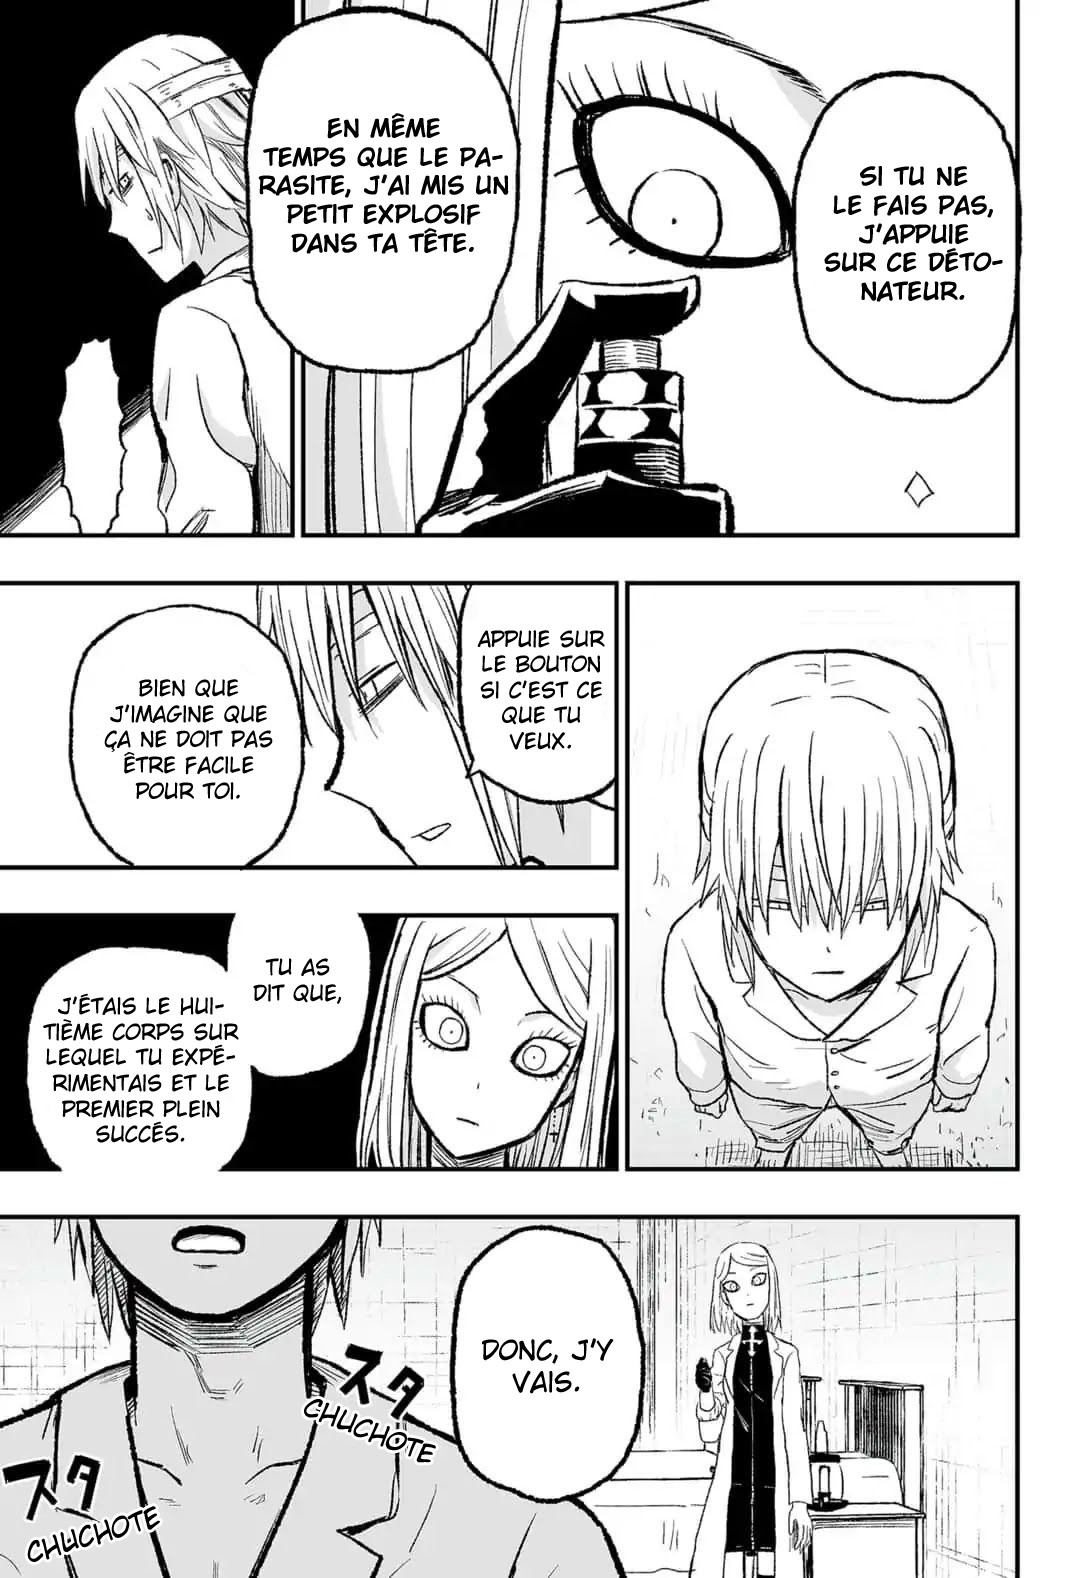 SI TU NE
LE FAIS PAS,
J'APPUIE
SUR CE DÉTO-
NATEUR.
EN MÊME
TEMPS QUE LE PA-
RASITE, J'AI MIS UN
PETIT EXPLOSIF
DANS TA TÊTE.
APPUIE SUR
LE BOUTON
SI C'EST CE
QUE TU
VEUX.
BIEN QUE
J'IMAGINE QUE
ÇA NE DOIT PAS
ÊTRE FACILE
POUR TOI.
TU AS
DIT QUE,
J'ÉTAIS LE HUI-
TIÈME CORPS SUR
LEQUEL TU EXPÉ-
RIMENTAIS ET LE
PREMIER PLEIN
SUCCÉS.
DONC, J'Y
VAIS.
スタ
CHUCHOTE
スタ
CHUCHOTE